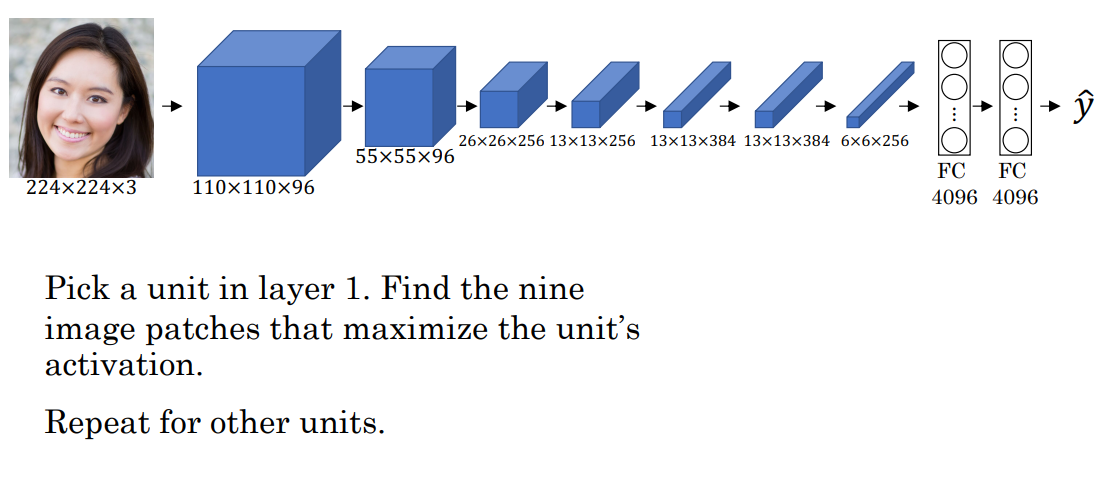 224×224×3
110×110×96
55×55×96
26×26×256
13×13×256
13×13×384
13×13×384
6×6×256
FC
4096
FC
4096
ŷ
Pick a unit in layer 1. Find the nine
image patches that maximize the unit’s
activation.
Repeat for other units.